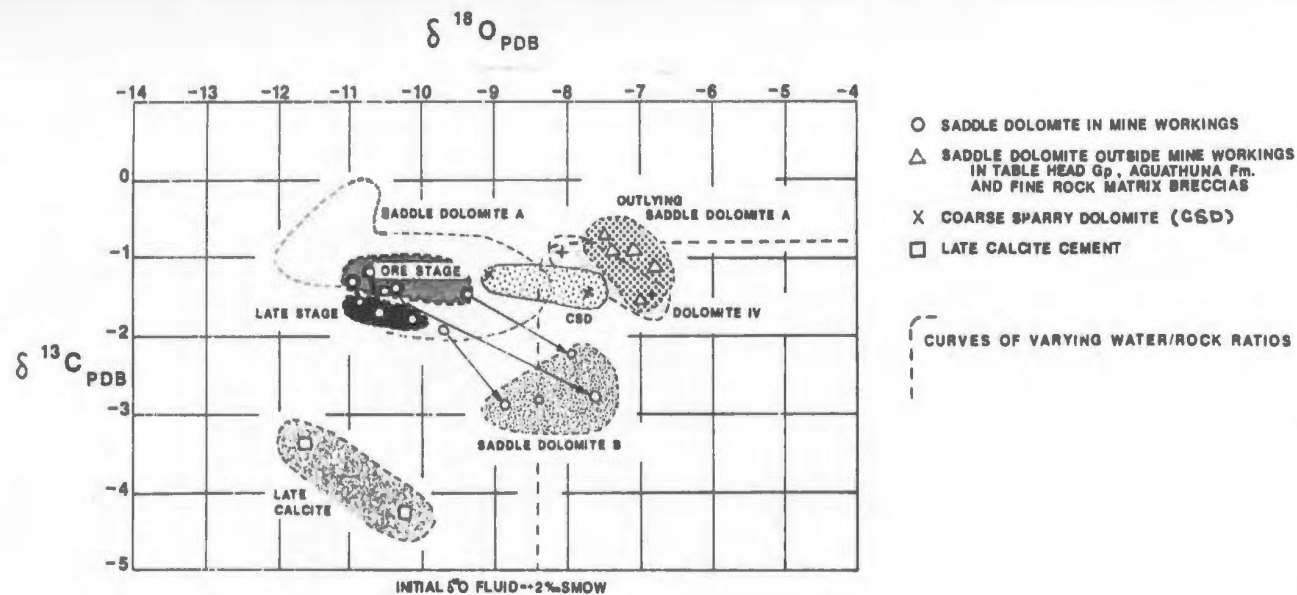 δ 18O PDB
-14 -13 -12 -11 -10 -9 -8 -7 -6 -5 -4
0
-1
-2
-3
-4
-5
δ 13C PDB
SADDLE DOLOMITE A
OUTLYING
SADDLE DOLOMITE A
ORE STAGE
LATE STAGE
CSD
DOLOMITE IV
SADDLE DOLOMITE B
LATE
CALCITE
INITIAL δ18O FLUID=+2‰SMOW
SADDLE DOLOMITE IN MINE WORKINGS
SADDLE DOLOMITE OUTSIDE MINE WORKINGS
IN TABLE HEAD Gp, AGUATHUNA Fm.
AND FINE ROCK MATRIX BRECCIAS
COARSE SPARRY DOLOMITE (CSD)
LATE CALCITE CEMENT
CURVES OF VARYING WATER/ROCK RATIOS